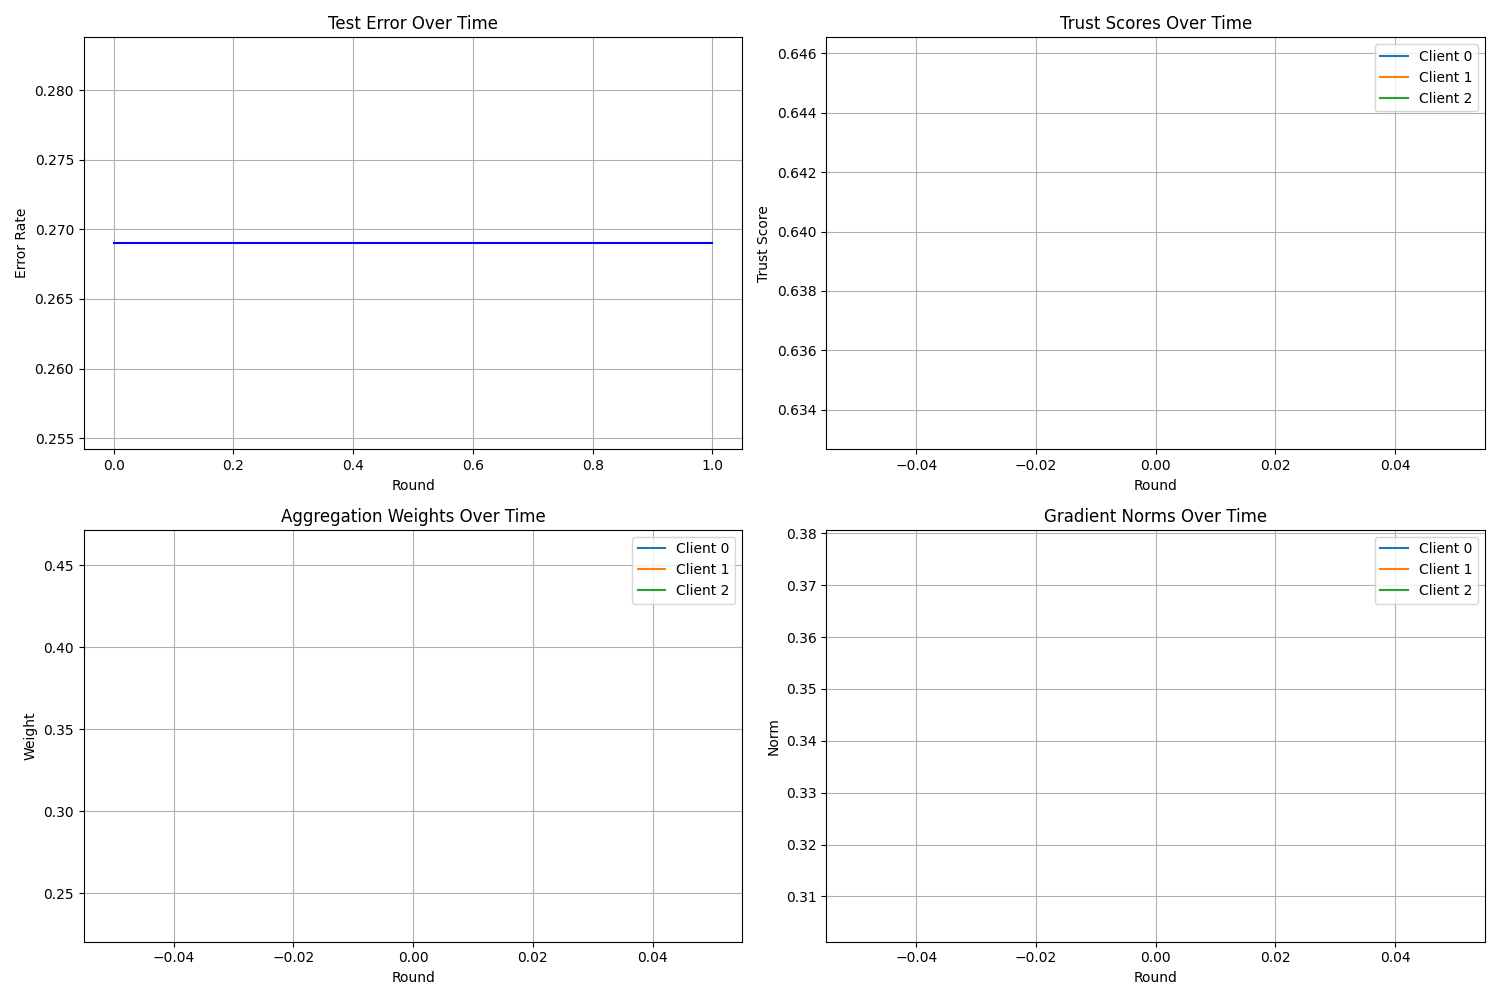 Test Error Over Time
Error Rate
0.280
0.275
0.270
0.265
0.260
0.255
0.0 0.2 0.4 0.6 0.8 1.0
Round
Trust Scores Over Time
Trust Score
0.646
0.644
0.642
0.640
0.638
0.636
0.634
Client 0
Client 1
Client 2
−0.04 −0.02 0.00 0.02 0.04
Round
Aggregation Weights Over Time
Weight
0.45
0.40
0.35
0.30
0.25
Client 0
Client 1
Client 2
−0.04 −0.02 0.00 0.02 0.04
Round
Gradient Norms Over Time
Norm
0.38
0.37
0.36
0.35
0.34
0.33
0.32
0.31
Client 0
Client 1
Client 2
−0.04 −0.02 0.00 0.02 0.04
Round